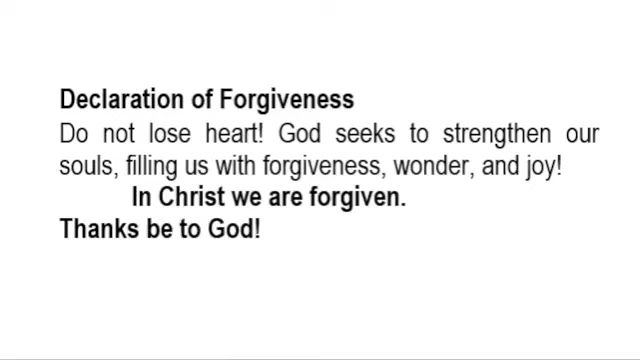 Declaration of Forgiveness
Do not lose heart! God seeks to strengthen our
souls, filling us with forgiveness, wonder, and joy!
In Christ we are forgiven.
Thanks be to God!